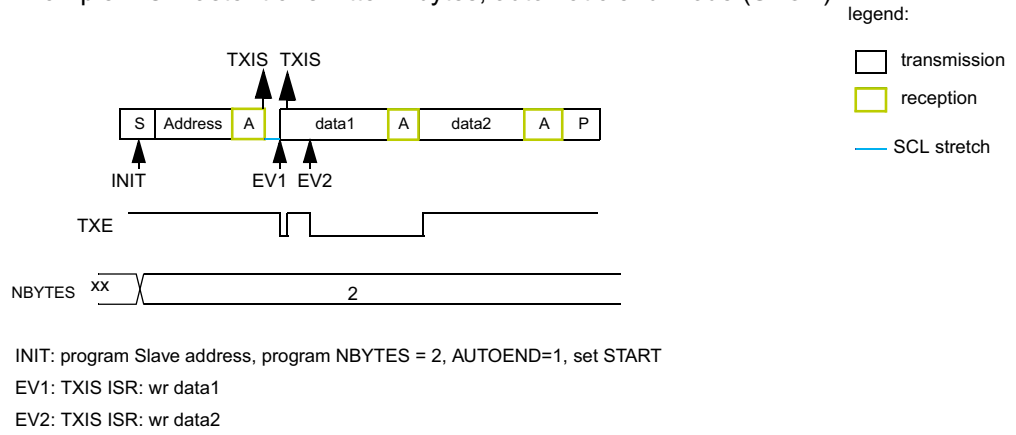 legend:
transmission
reception
SCL stretch
TXIS TXIS
S Address A data1 A data2 A P
INIT EV1 EV2
TXE
NBYTES xx 2
INIT: program Slave address, program NBYTES = 2, AUTOEND=1, set START
EV1: TXIS ISR: wr data1
EV2: TXIS ISR: wr data2